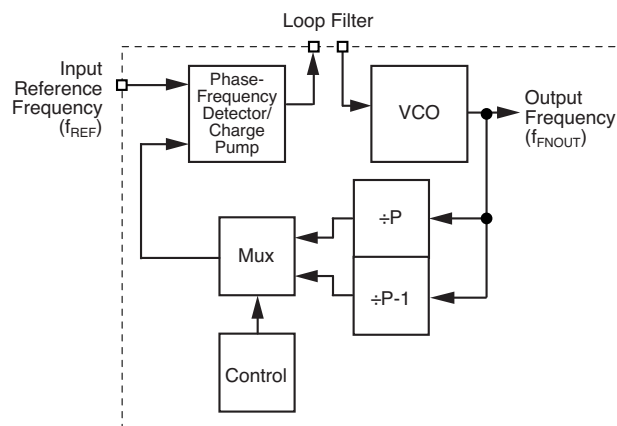 Loop Filter
Input
Reference
Frequency
(fREF)
Phase-
Frequency
Detector/
Charge
Pump
VCO
Output
Frequency
(fFNOUT)
÷P
Mux
÷P-1
Control